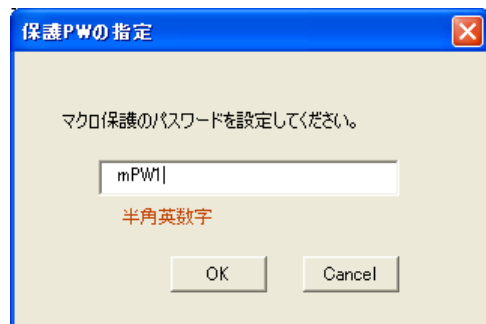 保護PWの指定
マクロ保護のパスワードを設定してください。
mPW1
半角英数字
OK
Cancel